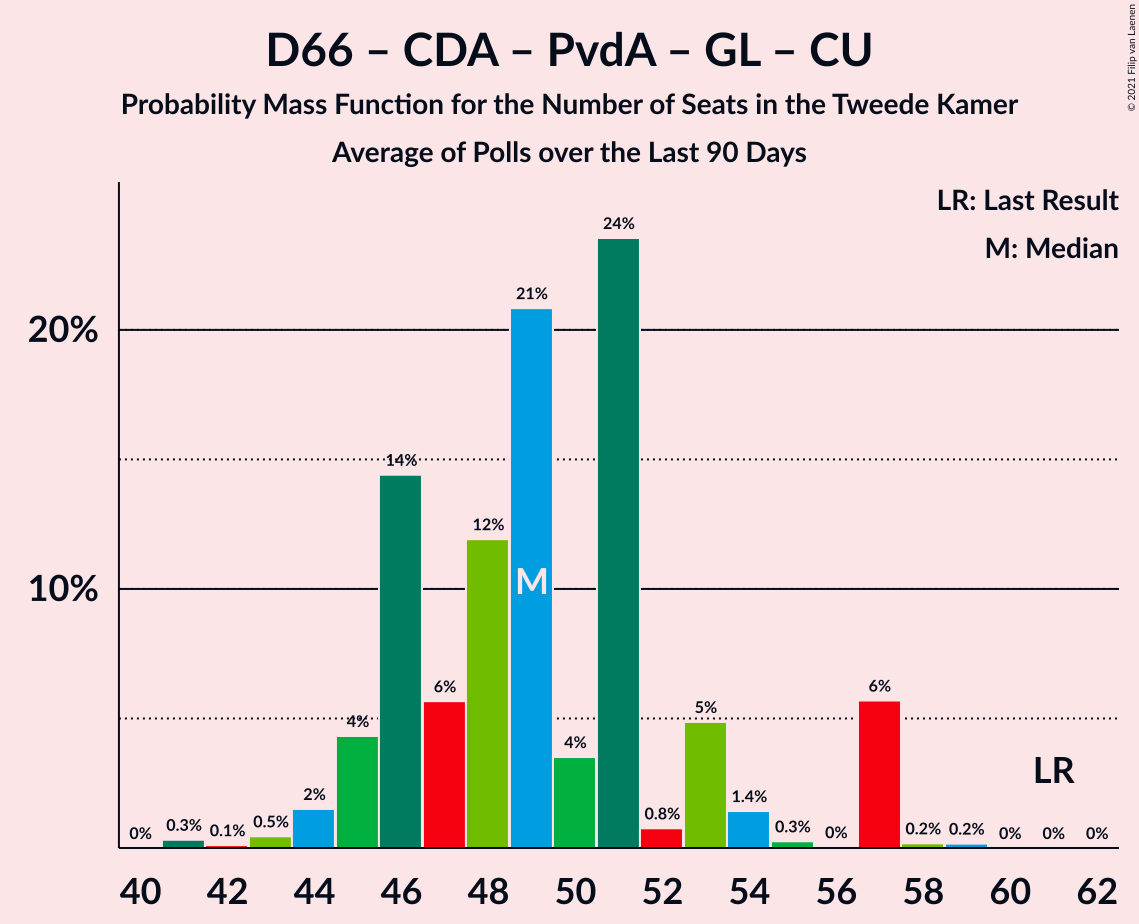 D66 – CDA – PvdA – GL – CU
Probability Mass Function for the Number of Seats in the Tweede Kamer
Average of Polls over the Last 90 Days
© 2021 Filip van Laenen
LR: Last Result
M: Median
20%
10%
0%
0.3%
0.1%
0.5%
2%
4%
14%
6%
12%
21%
4%
24%
0.8%
5%
1.4%
0.3%
0%
6%
0.2%
0.2%
0%
0%
0%
M
LR
40 42 44 46 48 50 52 54 56 58 60 62